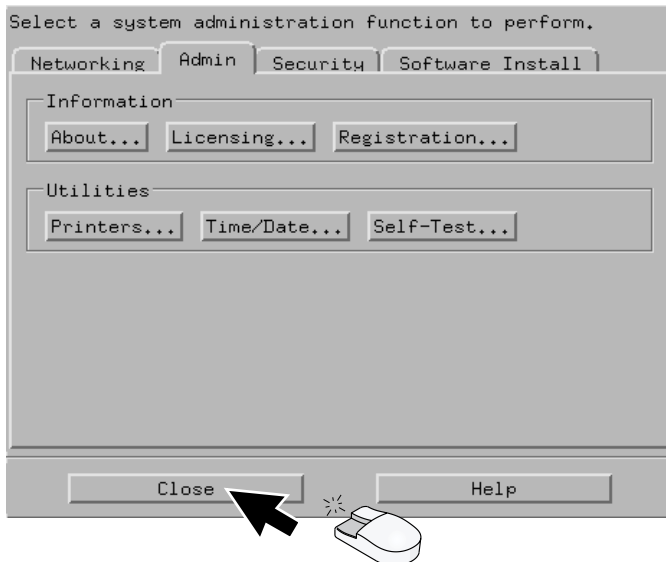 Select a system administration function to perform.
Networking Admin Security Software Install
Information
About... Licensing... Registration...
Utilities
Printers... Time/Date... Self-Test...
Close Help